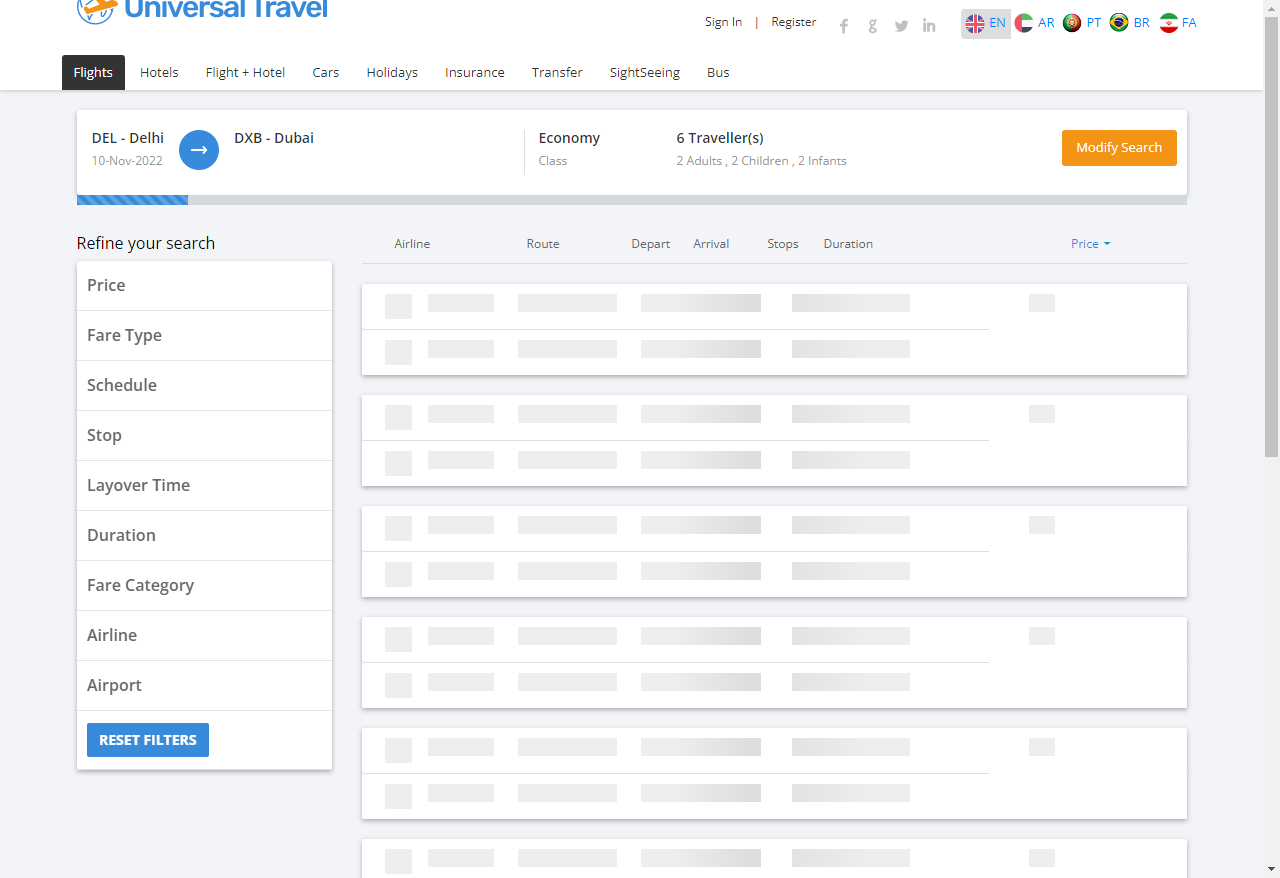 Universal Travel
Sign In | Register
EN AR PT BR FA
Flights Hotels Flight + Hotel Cars Holidays Insurance Transfer SightSeeing Bus
DEL - Delhi
10-Nov-2022
DXB - Dubai
Economy
Class
6 Traveller(s)
2 Adults , 2 Children , 2 Infants
Modify Search
Refine your search
Price
Fare Type
Schedule
Stop
Layover Time
Duration
Fare Category
Airline
Airport
RESET FILTERS
Airline Route Depart Arrival Stops Duration Price